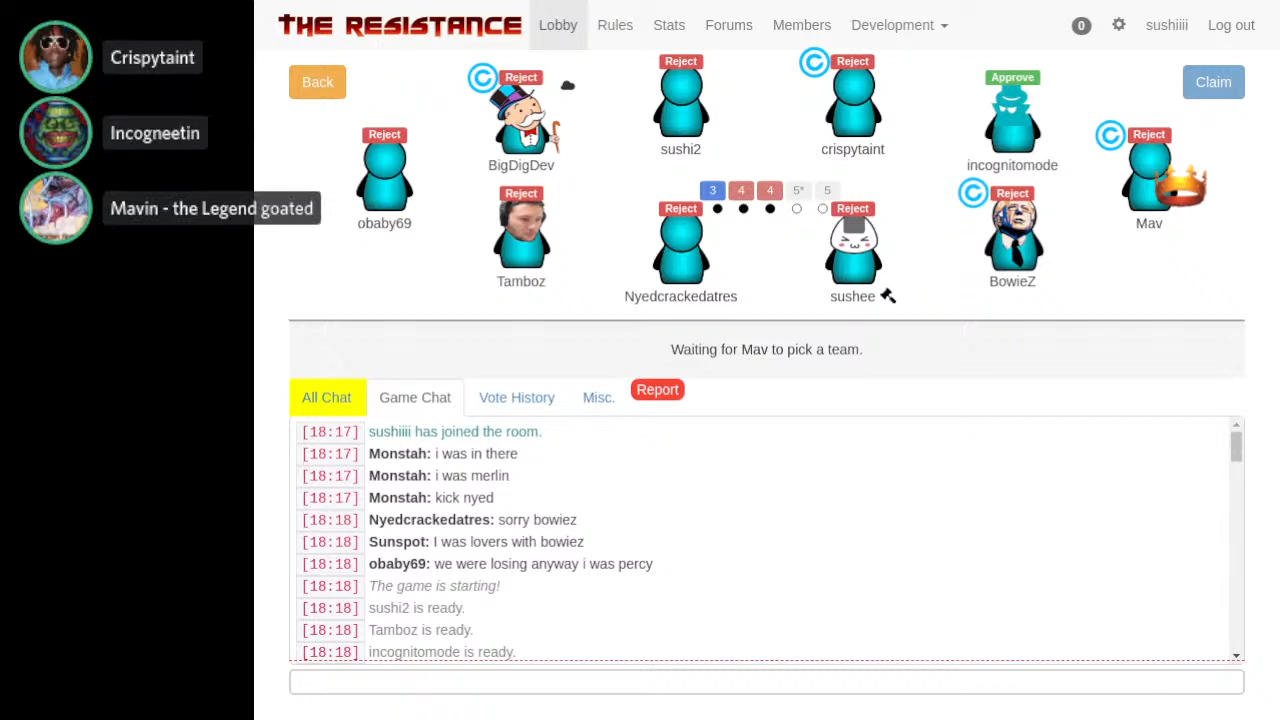 Crispytaint
Incogneetin
Mavin - the Legend goated
THE RESISTANCE
Lobby Rules Stats Forums Members Development 0 sushiiii Log out
Back
Claim
Reject
obaby69
C Reject
BigDigDev
Reject
sushi2
C Reject
crispytaint
Approve
incognitomode
C Reject
Mav
Reject
Tamboz
3 4 4 5* 5
Reject
Nyedcrackedatres
Reject
sushee
C Reject
BowieZ
Waiting for Mav to pick a team.
All Chat Game Chat Vote History Misc. Report
[18:17] sushiiii has joined the room.
[18:17] Monstah: i was in there
[18:17] Monstah: i was merlin
[18:17] Monstah: kick nyed
[18:18] Nyedcrackedatres: sorry bowiez
[18:18] Sunspot: I was lovers with bowiez
[18:18] obaby69: we were losing anyway i was percy
[18:18] The game is starting!
[18:18] sushi2 is ready.
[18:18] Tamboz is ready.
[18:18] incognitomode is ready.